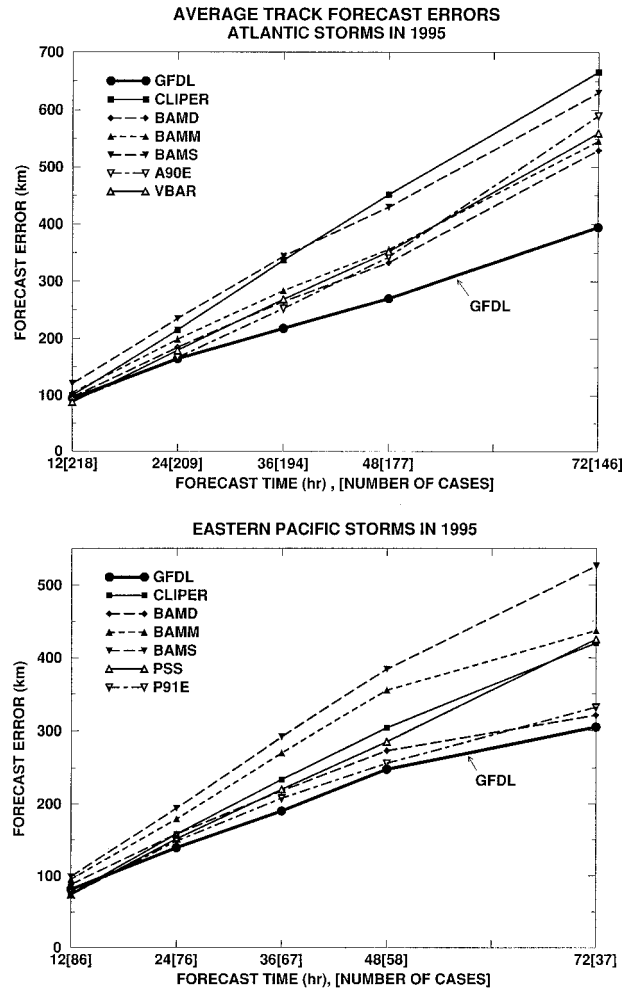 AVERAGE TRACK FORECAST ERRORS
ATLANTIC STORMS IN 1995
700
600
500
400
300
200
100
0
FORECAST ERROR (km)
GFDL
CLIPER
BAMD
BAMM
BAMS
A90E
VBAR
GFDL
12[218] 24[209] 36[194] 48[177] 72[146]
FORECAST TIME (hr) , [NUMBER OF CASES]
EASTERN PACIFIC STORMS IN 1995
500
400
300
200
100
0
FORECAST ERROR (km)
GFDL
CLIPER
BAMD
BAMM
BAMS
PSS
P91E
GFDL
12[86] 24[76] 36[67] 48[58] 72[37]
FORECAST TIME (hr), [NUMBER OF CASES]